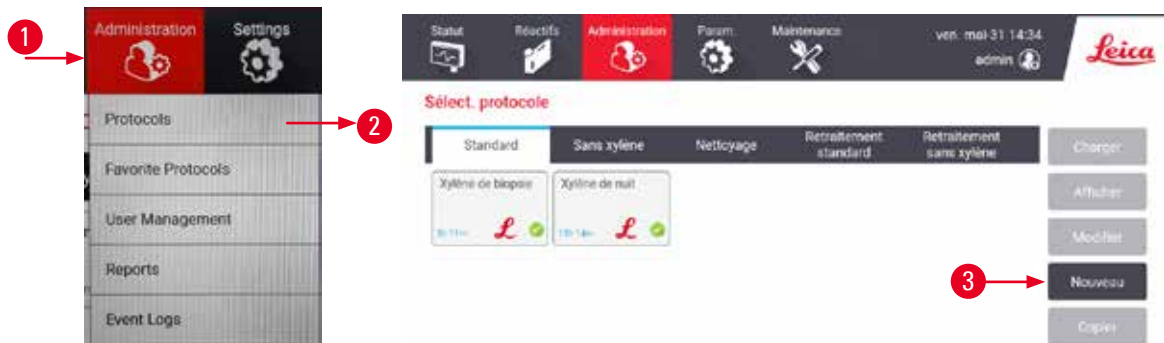 1
Administration Settings
2
Protocols
Favorite Protocols
User Management
Reports
Event Logs
Statut Réactifs Administration Param. Maintenance
ven. mai 31 14:34
admin
Leica
Sélect. protocole
Standard
Sans xylène
Nettoyage
Retraitement standard
Retraitement sans xylène
Xylène de biopsie
L
Xylène de nuit
L
Charger
Afficher
Modifier
3
Nouveau
Copier